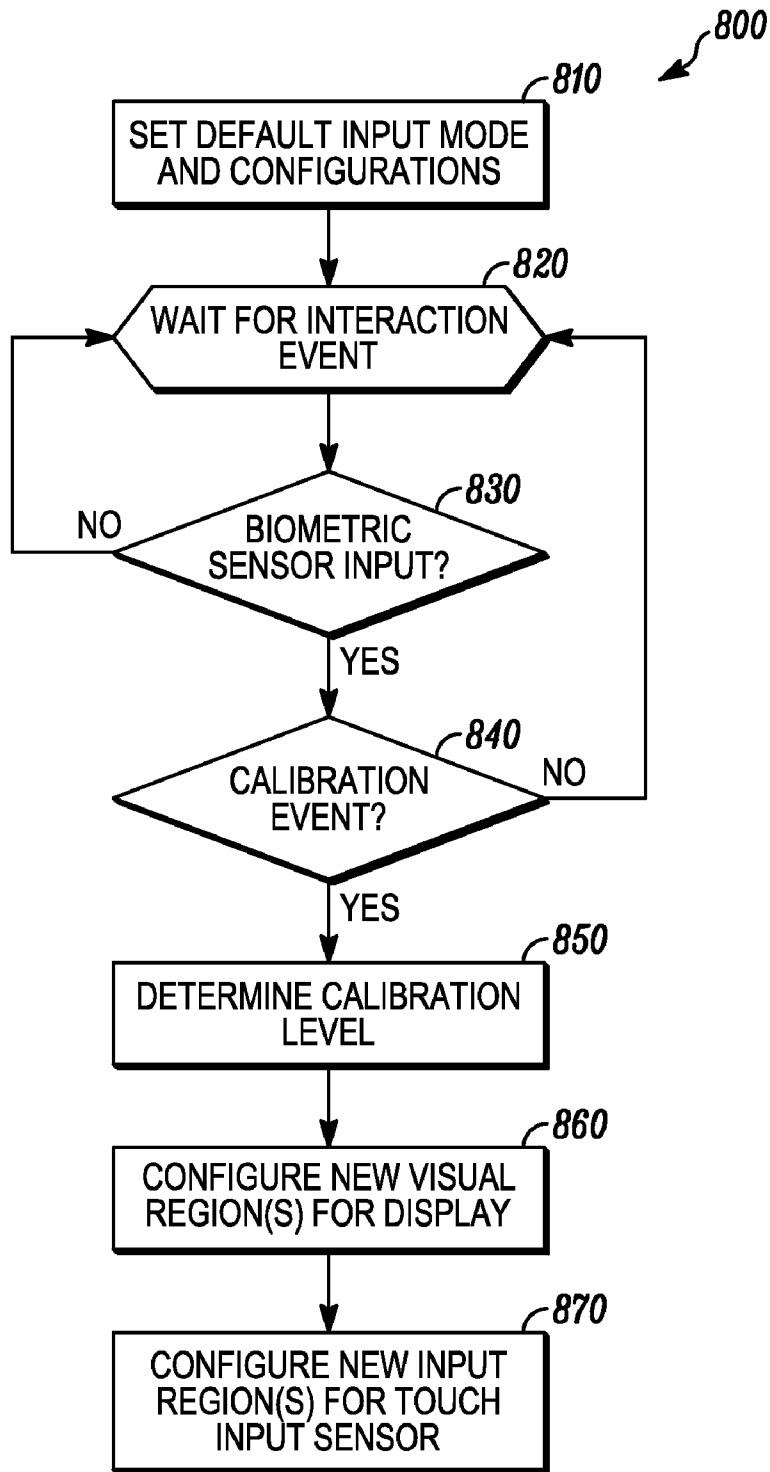 800
810
SET DEFAULT INPUT MODE
AND CONFIGURATIONS
820
WAIT FOR INTERACTION
EVENT
830
NO
BIOMETRIC
SENSOR INPUT?
YES
840
CALIBRATION
EVENT?
NO
YES
850
DETERMINE CALIBRATION
LEVEL
860
CONFIGURE NEW VISUAL
REGION(S) FOR DISPLAY
870
CONFIGURE NEW INPUT
REGION(S) FOR TOUCH
INPUT SENSOR